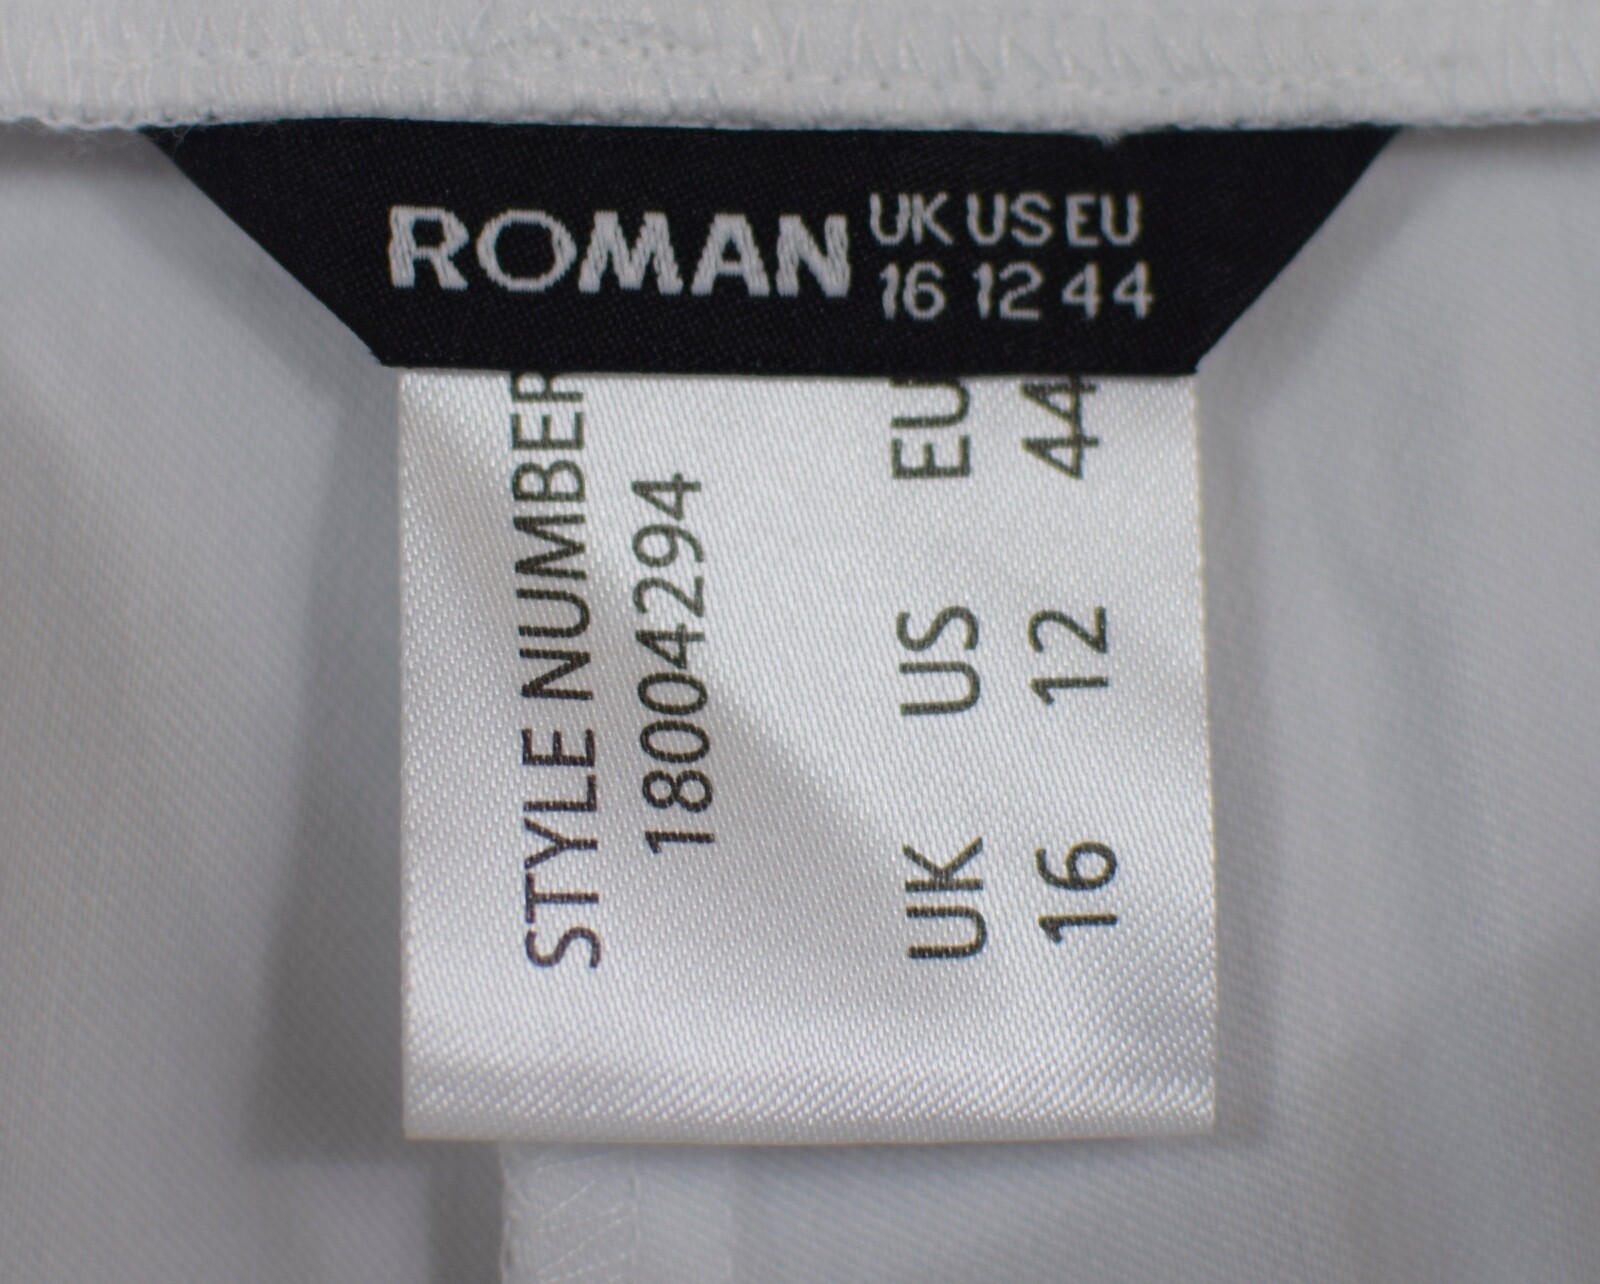 ROMAN
UK US EU
16 12 44
STYLE NUMBER
18004294
UK US EU
16 12 44